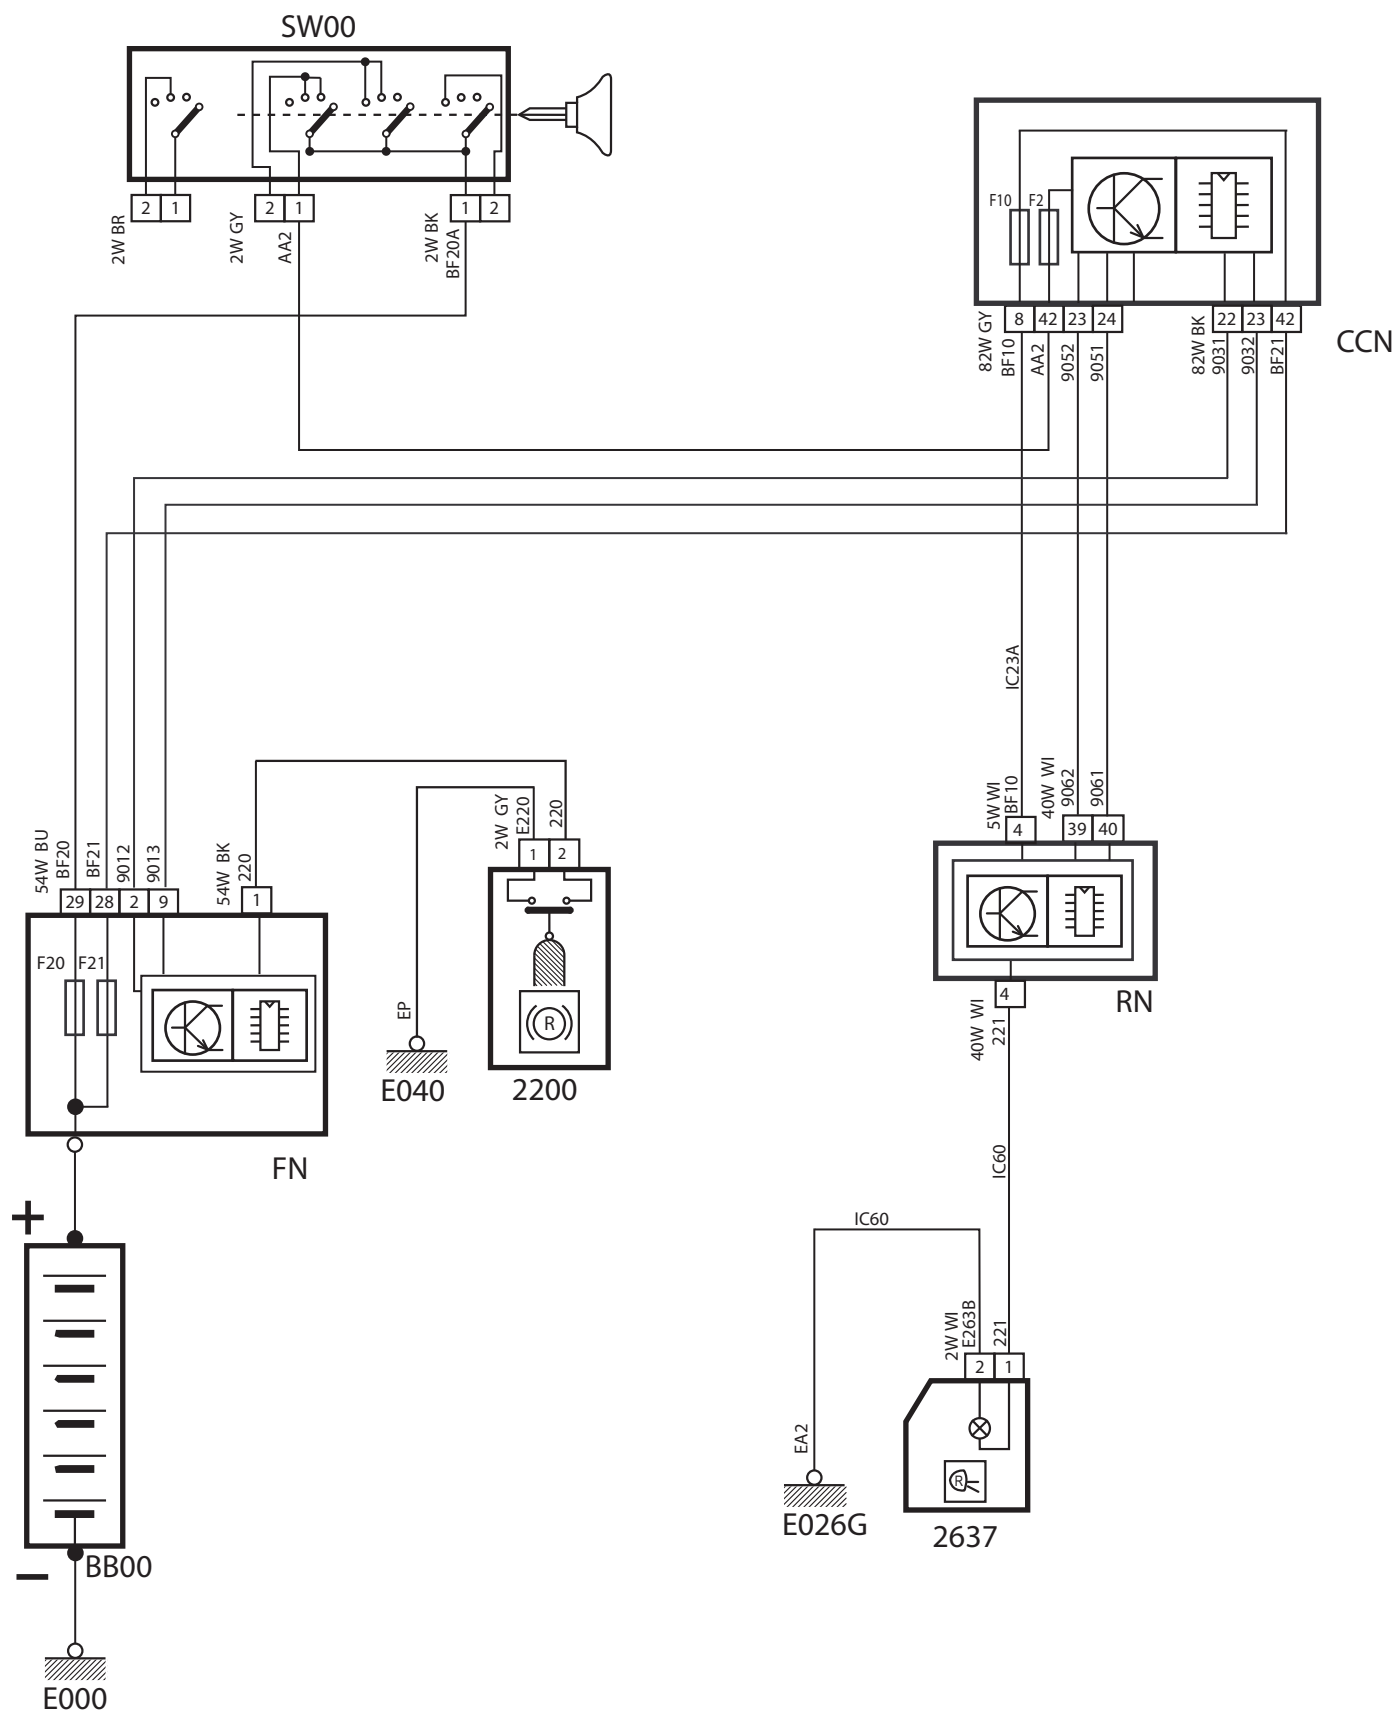 SW00
2 1
2 1
1 2
2W BR
2W GY
AA2
2W BK
BF20A
F10
F2
8 42 23 24
22 23 42
82W GY
BF10
AA2
9052
9051
82W BK
9031
9032
BF21
CCN
IC23A
5W WI
BF10
40W WI
9062
9061
4
39 40
RN
4
40W WI
221
54W BU
BF20
BF21
9012
9013
54W BK
220
29 28 2 9
1
F20
F21
FN
2W GY
E220
220
1 2
R
2200
EP
E040
+
BB00
−
E000
IC60
IC60
2W WI
E263B
221
2 1
R
2637
EA2
E026G